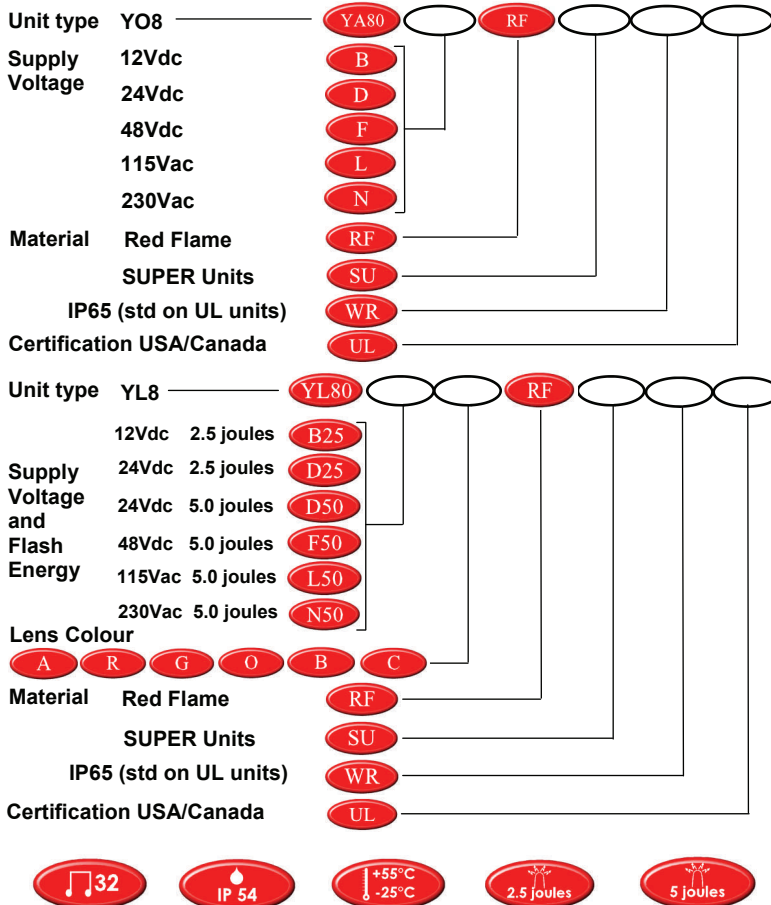 Unit type YO8 YA80 RF
Supply Voltage 12Vdc B
24Vdc D
48Vdc F
115Vac L
230Vac N
Material Red Flame RF
SUPER Units SU
IP65 (std on UL units) WR
Certification USA/Canada UL
Unit type YL8 YL80 RF
12Vdc 2.5 joules B25
Supply Voltage and Flash Energy
24Vdc 2.5 joules D25
24Vdc 5.0 joules D50
48Vdc 5.0 joules F50
115Vac 5.0 joules L50
230Vac 5.0 joules N50
Lens Colour
A R G O B C
Material Red Flame RF
SUPER Units SU
IP65 (std on UL units) WR
Certification USA/Canada UL
32 IP 54 +55°C -25°C 2.5 joules 5 joules